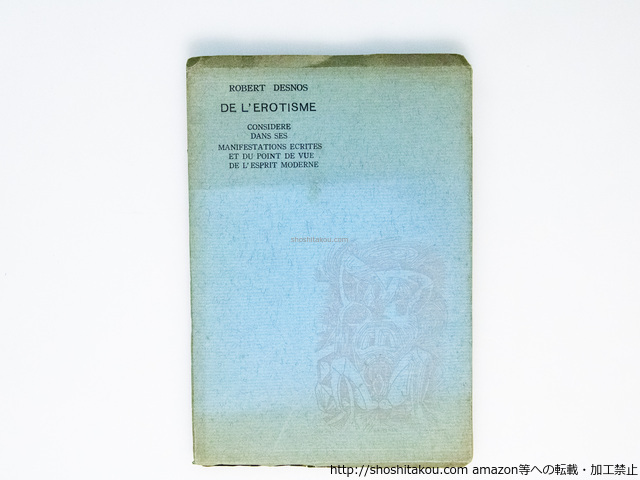 ROBERT DESNOS
DE L'EROTISME
CONSIDERE
DANS SES
MANIFESTATIONS ECRITES
ET DU POINT DE VUE
DE L'ESPRIT MODERNE
shoshitakou.com
http://shoshitakou.com amazon等への転載・加工禁止